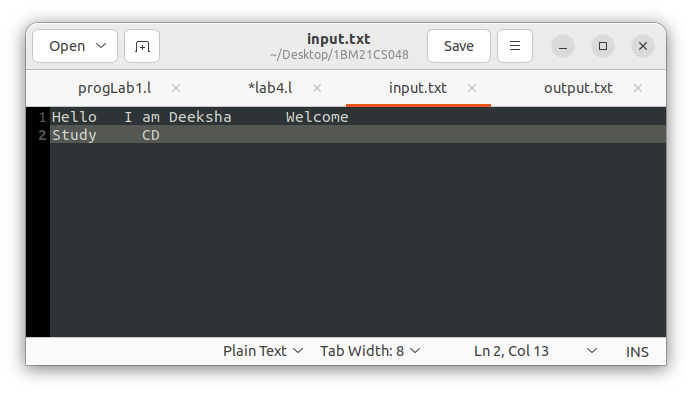 Open
input.txt
~/Desktop/1BM21CS048
Save
progLab1.l
*lab4.l
input.txt
output.txt
1 Hello   I am Deeksha      Welcome
2 Study     CD
Plain Text
Tab Width: 8
Ln 2, Col 13
INS